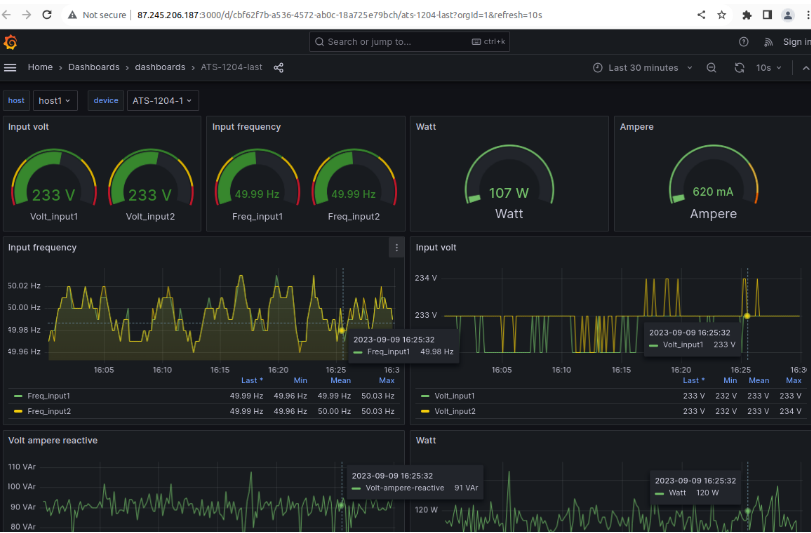 Not secure 87.245.206.187:3000/d/cbf62f7b-a536-4572-ab0c-18a725e79bch/ats-1204-last?orgId=1&refresh=10s
Search or jump to... ctrl+k Sign in
Home > Dashboards > dashboards > ATS-1204-last Last 30 minutes 10s
host host1 device ATS-1204-1
Input volt Input frequency Watt Ampere
233 V 233 V 49.99 Hz 49.99 Hz 107 W 620 mA
Volt_input1 Volt_input2 Freq_input1 Freq_input2 Watt Ampere
Input frequency
50.02 Hz
50.00 Hz
49.98 Hz
49.96 Hz
2023-09-09 16:25:32
Freq_input1 49.98 Hz
16:05 16:10 16:15 16:20 16:25 16:3
Last * Min Mean Max
Freq_input1 49.99 Hz 49.96 Hz 49.99 Hz 50.03 Hz
Freq_input2 49.99 Hz 49.96 Hz 50.00 Hz 50.03 Hz
Input volt
234 V
233 V
2023-09-09 16:25:32
Volt_input1 233 V
16:05 16:10 16:15 16:20 16:25 16:3
Last * Min Mean Max
Volt_input1 233 V 232 V 233 V 233 V
Volt_input2 233 V 232 V 233 V 234 V
Volt ampere reactive
110 VAr
100 VAr
90 VAr
80 VAr
2023-09-09 16:25:32
Volt-ampere-reactive 91 VAr
Watt
120 W
2023-09-09 16:25:32
Watt 120 W